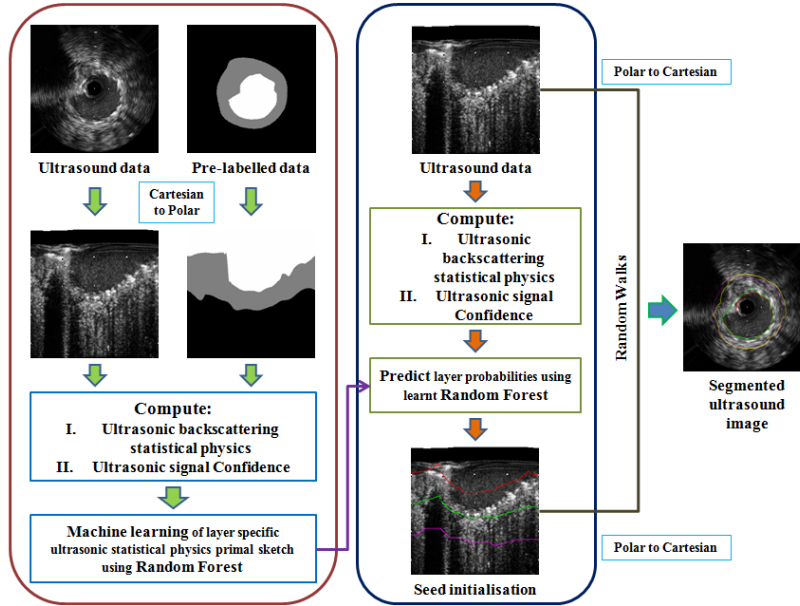 Ultrasound data
Pre-labelled data
Cartesian
to Polar
Compute:
I. Ultrasonic backscattering
statistical physics
II. Ultrasonic signal Confidence
Machine learning of layer specific
ultrasonic statistical physics primal sketch
using Random Forest
Ultrasound data
Compute:
I. Ultrasonic
backscattering
statistical physics
II. Ultrasonic signal
Confidence
Predict layer probabilities using
learnt Random Forest
Seed initialisation
Polar to Cartesian
Random Walks
Polar to Cartesian
Segmented
ultrasound
image